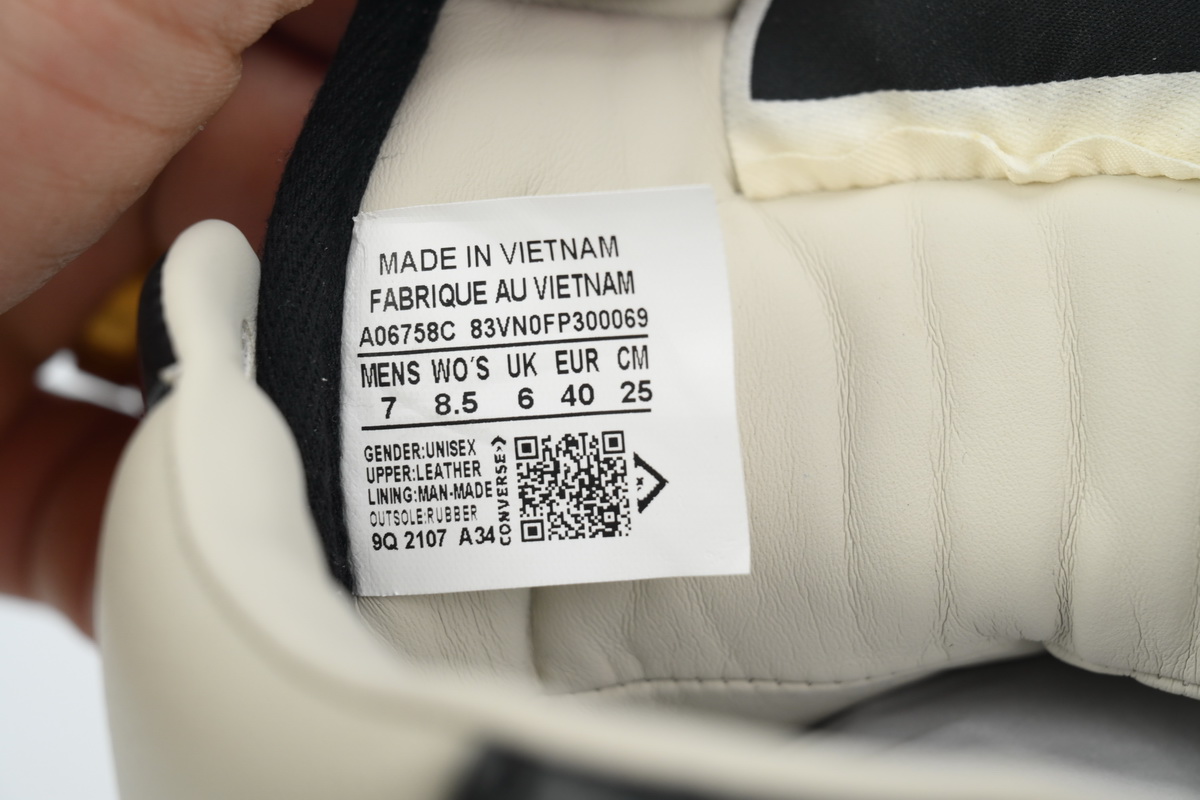 MADE IN VIETNAM
FABRIQUE AU VIETNAM
A06758C 83VN0FP300069
MENS WO'S UK EUR CM
7 8.5 6 40 25
GENDER:UNISEX
UPPER:LEATHER
LINING:MAN-MADE
OUTSOLE:RUBBER
9Q 2107 A34
CONVERSE